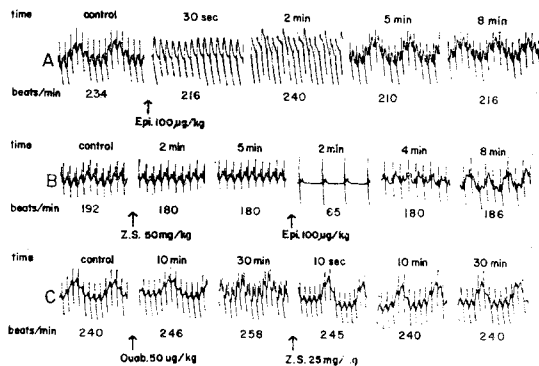 time control 30 sec 2 min 5 min 8 min
A
beats/min 234 216 240 210 216
Epi. 100 µg/kg
time control 2 min 5 min 2 min 4 min 8 min
B
beats/min 192 180 180 65 180 186
Z.S. 50 mg/kg Epi. 100 µg/kg
time control 10 min 30 min 10 sec 10 min 30 min
C
beats/min 240 246 258 245 240 240
Ouab. 50 ug/kg Z.S. 25 mg/